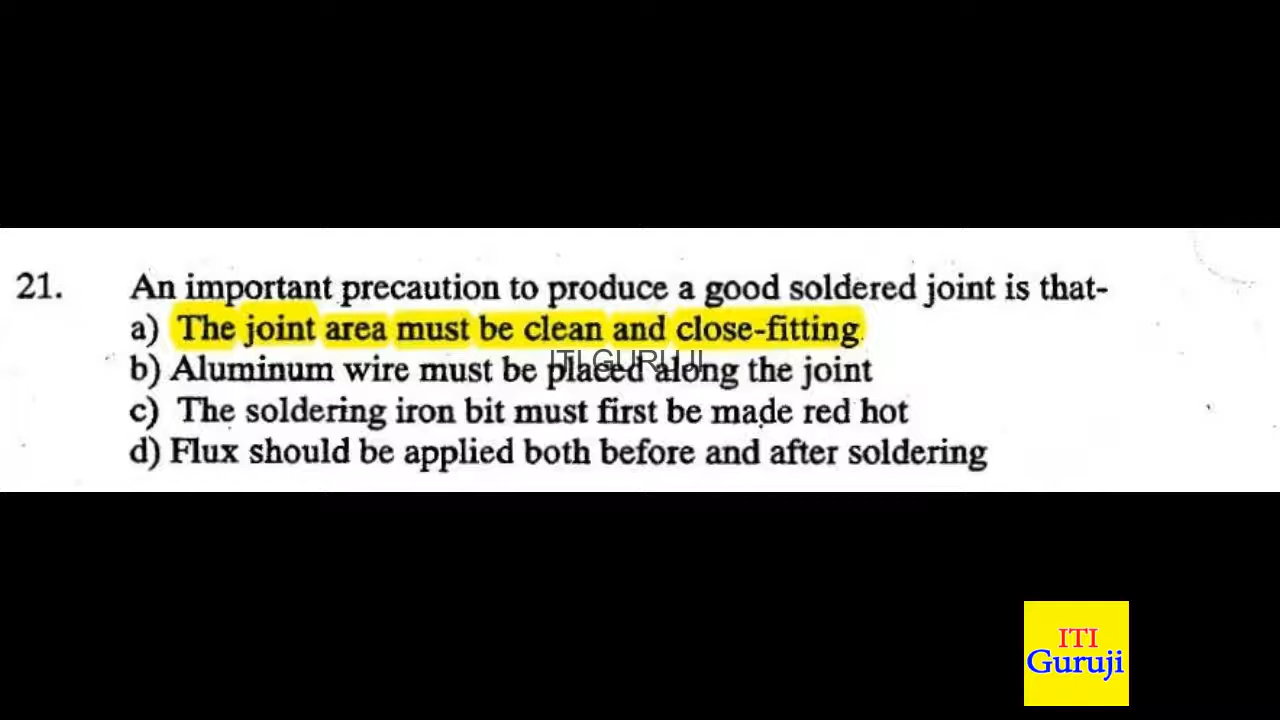 21. An important precaution to produce a good soldered joint is that-
a) The joint area must be clean and close-fitting
ITI GURUJI
b) Aluminum wire must be placed along the joint
c) The soldering iron bit must first be made red hot
d) Flux should be applied both before and after soldering
ITI
Guruji